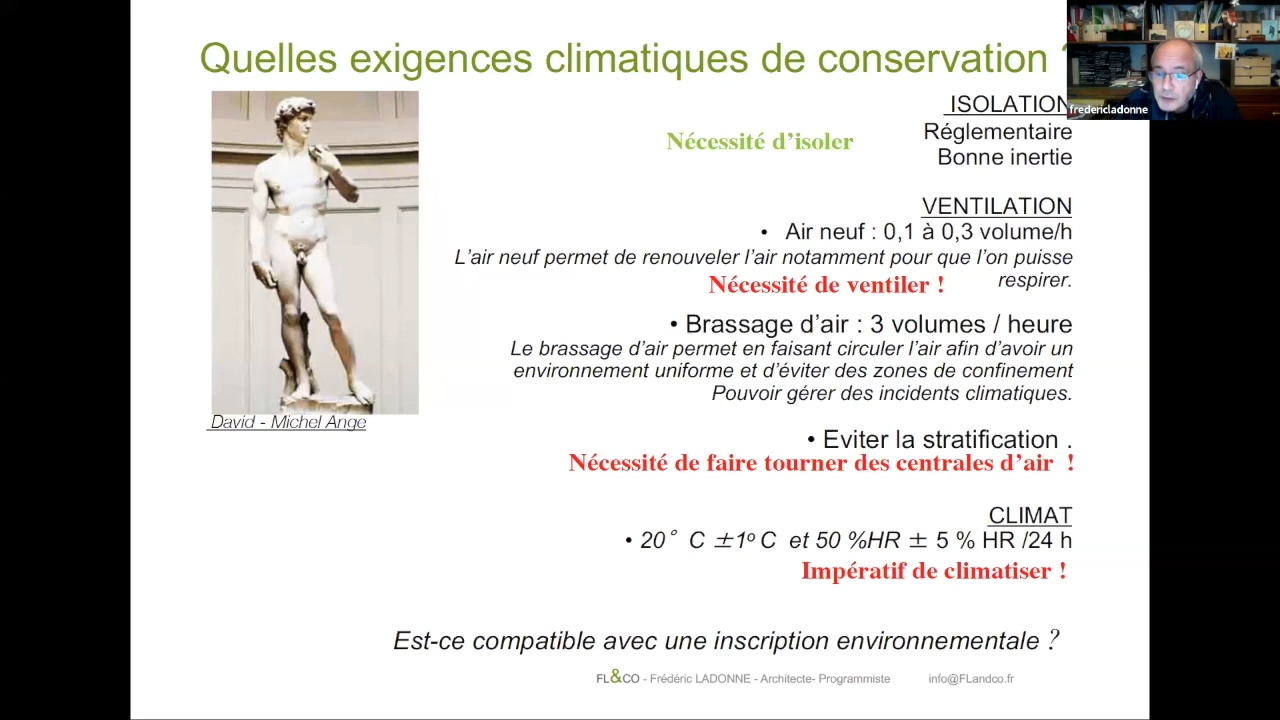 Quelles exigences climatiques de conservation ?
fredericladonne
ISOLATION
Nécessité d'isoler
Réglementaire
Bonne inertie
VENTILATION
• Air neuf : 0,1 à 0,3 volume/h
L'air neuf permet de renouveler l'air notamment pour que l'on puisse
respirer.
Nécessité de ventiler !
• Brassage d'air : 3 volumes / heure
Le brassage d'air permet en faisant circuler l'air afin d'avoir un
environnement uniforme et d'éviter des zones de confinement
Pouvoir gérer des incidents climatiques.
David - Michel Ange
• Eviter la stratification .
Nécessité de faire tourner des centrales d'air !
CLIMAT
• 20° C ±1º C et 50 %HR ± 5 % HR /24 h
Impératif de climatiser !
Est-ce compatible avec une inscription environnementale ?
FL&CO - Frédéric LADONNE - Architecte- Programmiste info@FLandco.fr